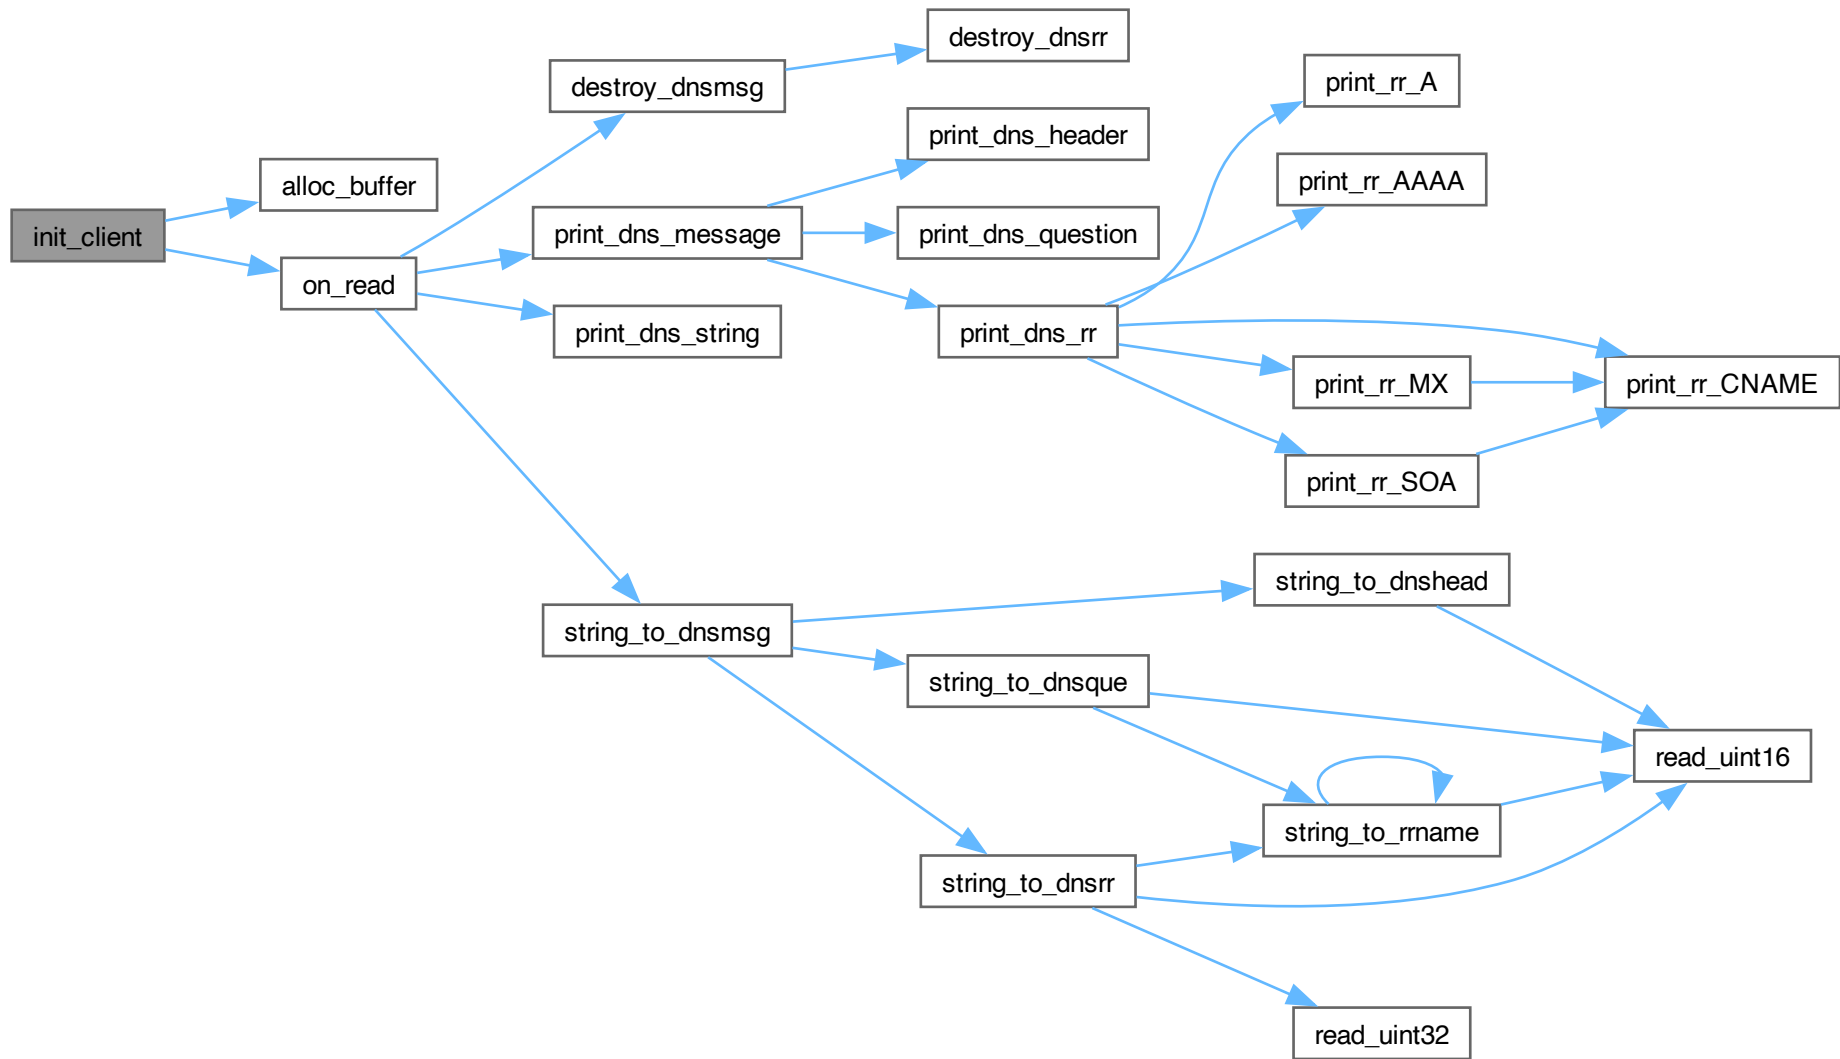 init_client
alloc_buffer
on_read
destroy_dnsmsg
print_dns_message
print_dns_string
string_to_dnsmsg
destroy_dnsrr
print_dns_header
print_dns_question
print_dns_rr
string_to_dnsque
string_to_dnsrr
print_rr_A
print_rr_AAAA
print_rr_MX
print_rr_SOA
string_to_dnshead
string_to_rrname
read_uint32
print_rr_CNAME
read_uint16